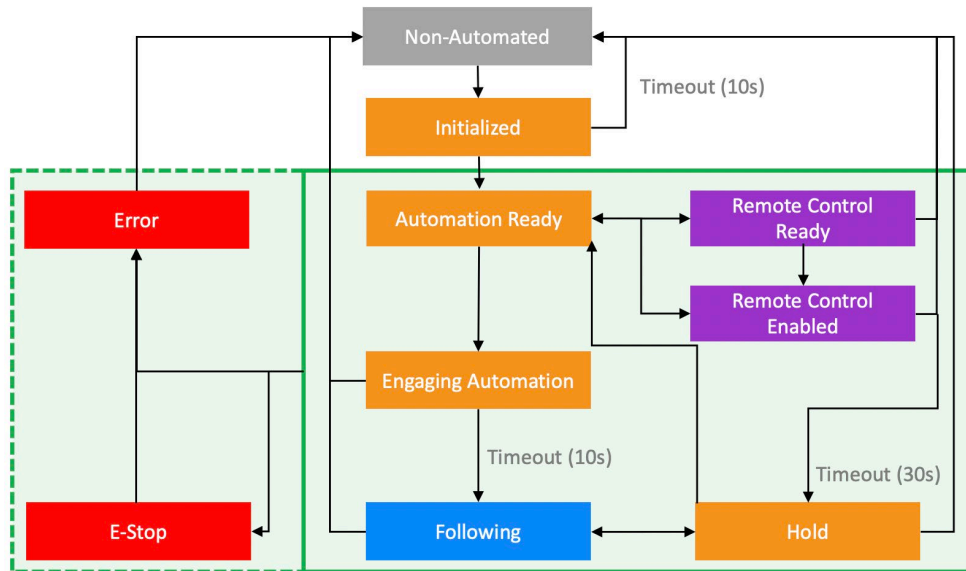 Non-Automated
Timeout (10s)
Initialized
Error
Automation Ready
Remote Control
Ready
Remote Control
Enabled
Engaging Automation
Timeout (10s)
Timeout (30s)
E-Stop
Following
Hold